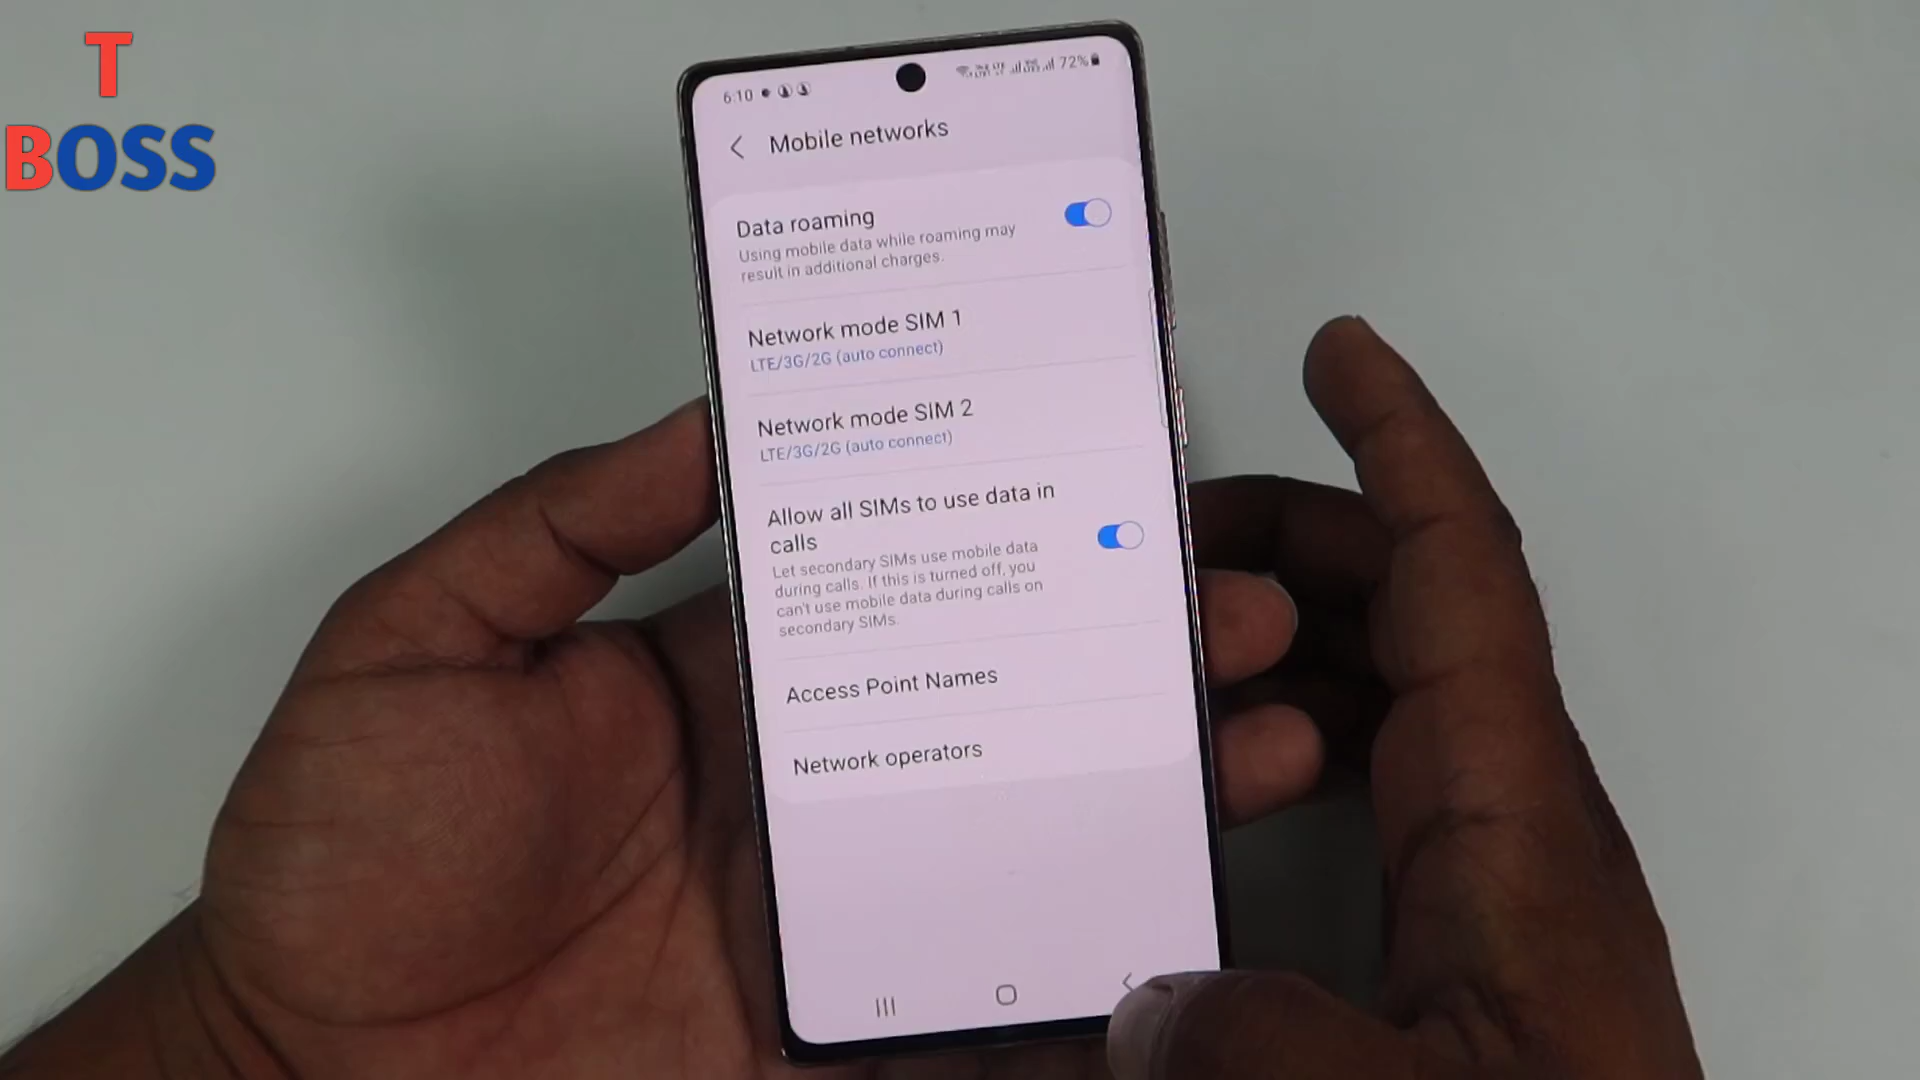 T
BOSS
6:10
72%
Mobile networks
Data roaming
Using mobile data while roaming may
result in additional charges.
Network mode SIM 1
LTE/3G/2G (auto connect)
Network mode SIM 2
LTE/3G/2G (auto connect)
Allow all SIMs to use data in
calls
Let secondary SIMs use mobile data
during calls. If this is turned off, you
can't use mobile data during calls on
secondary SIMs.
Access Point Names
Network operators